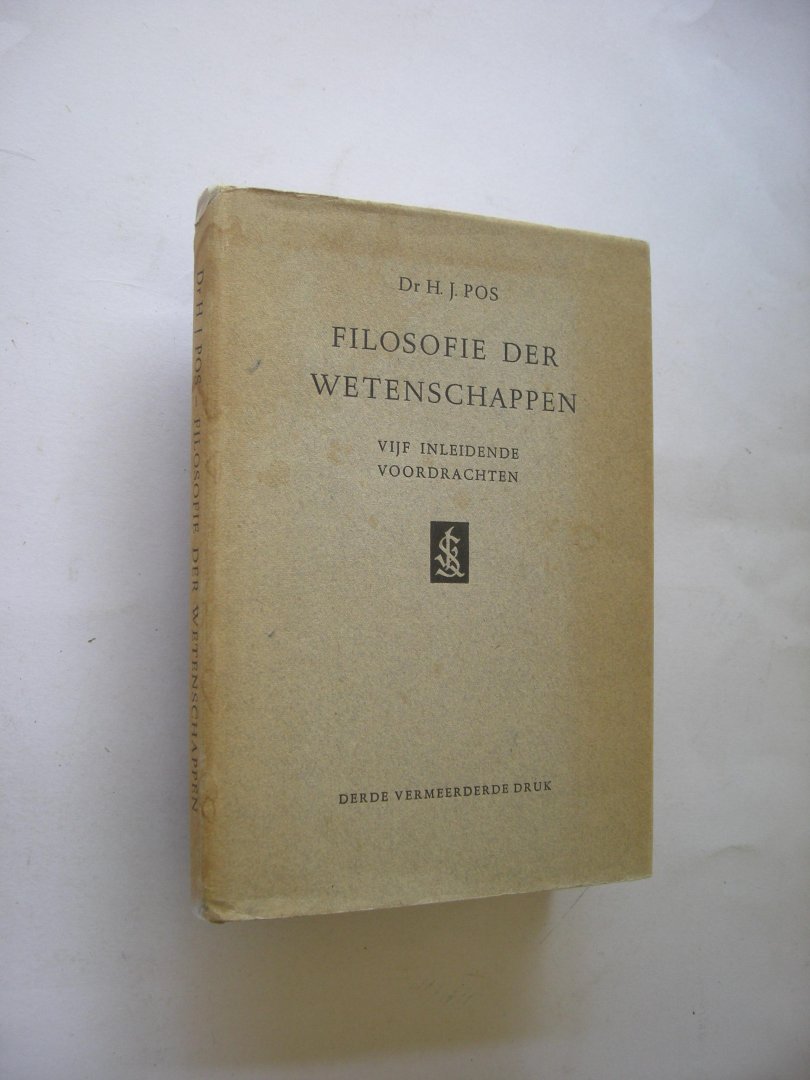 Dr H. J. POS
FILOSOFIE DER
WETENSCHAPPEN
VIJF INLEIDENDE
VOORDRACHTEN
DERDE VERMEERDERDE DRUK
Dr H. J. POS - FILOSOFIE DER WETENSCHAPPEN